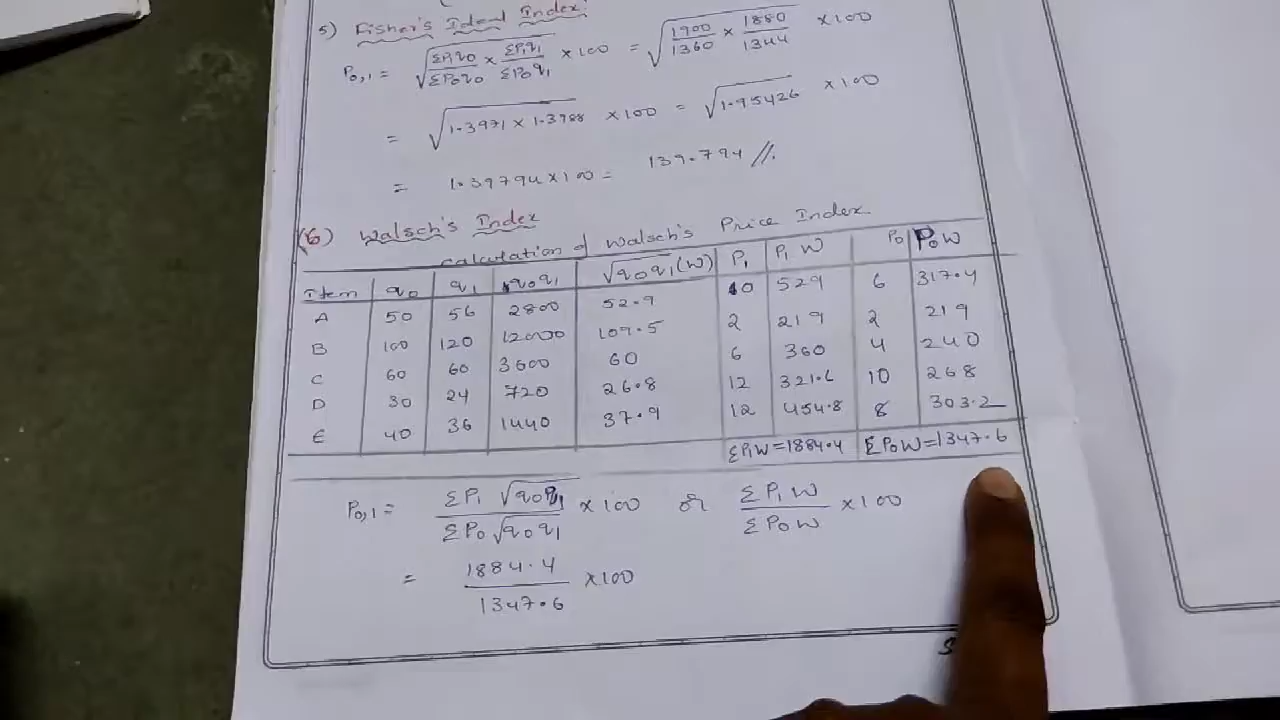 5) Fisher's Ideal Index:
P0,1 = √(ΣP1q0/ΣP0q0 × ΣP1q1/ΣP0q1) × 100 = √(1900/1360 × 1880/1344) × 100
= √(1.3971 × 1.3988) × 100 = √1.95426 × 100
= 1.39794 × 100 = 139.794 //.
(6) Walsch's Index
calculation of Walsch's Price Index.
Item q0 q1 q0q1 √q0q1 (W) P1 P1 W P0 P0W
A 50 56 2800 52.9 10 529 6 317.4
B 100 120 12000 109.5 2 219 2 219
C 60 60 3600 60 6 360 4 240
D 30 24 720 26.8 12 321.6 10 268
E 40 36 1440 37.9 12 454.8 8 303.2
ΣP1W = 1884.4 ΣP0W = 1347.6
P0,1 = ΣP1 √q0q1 / ΣP0 √q0q1 × 100 or ΣP1 W / ΣP0 W × 100
= 1884.4 / 1347.6 × 100